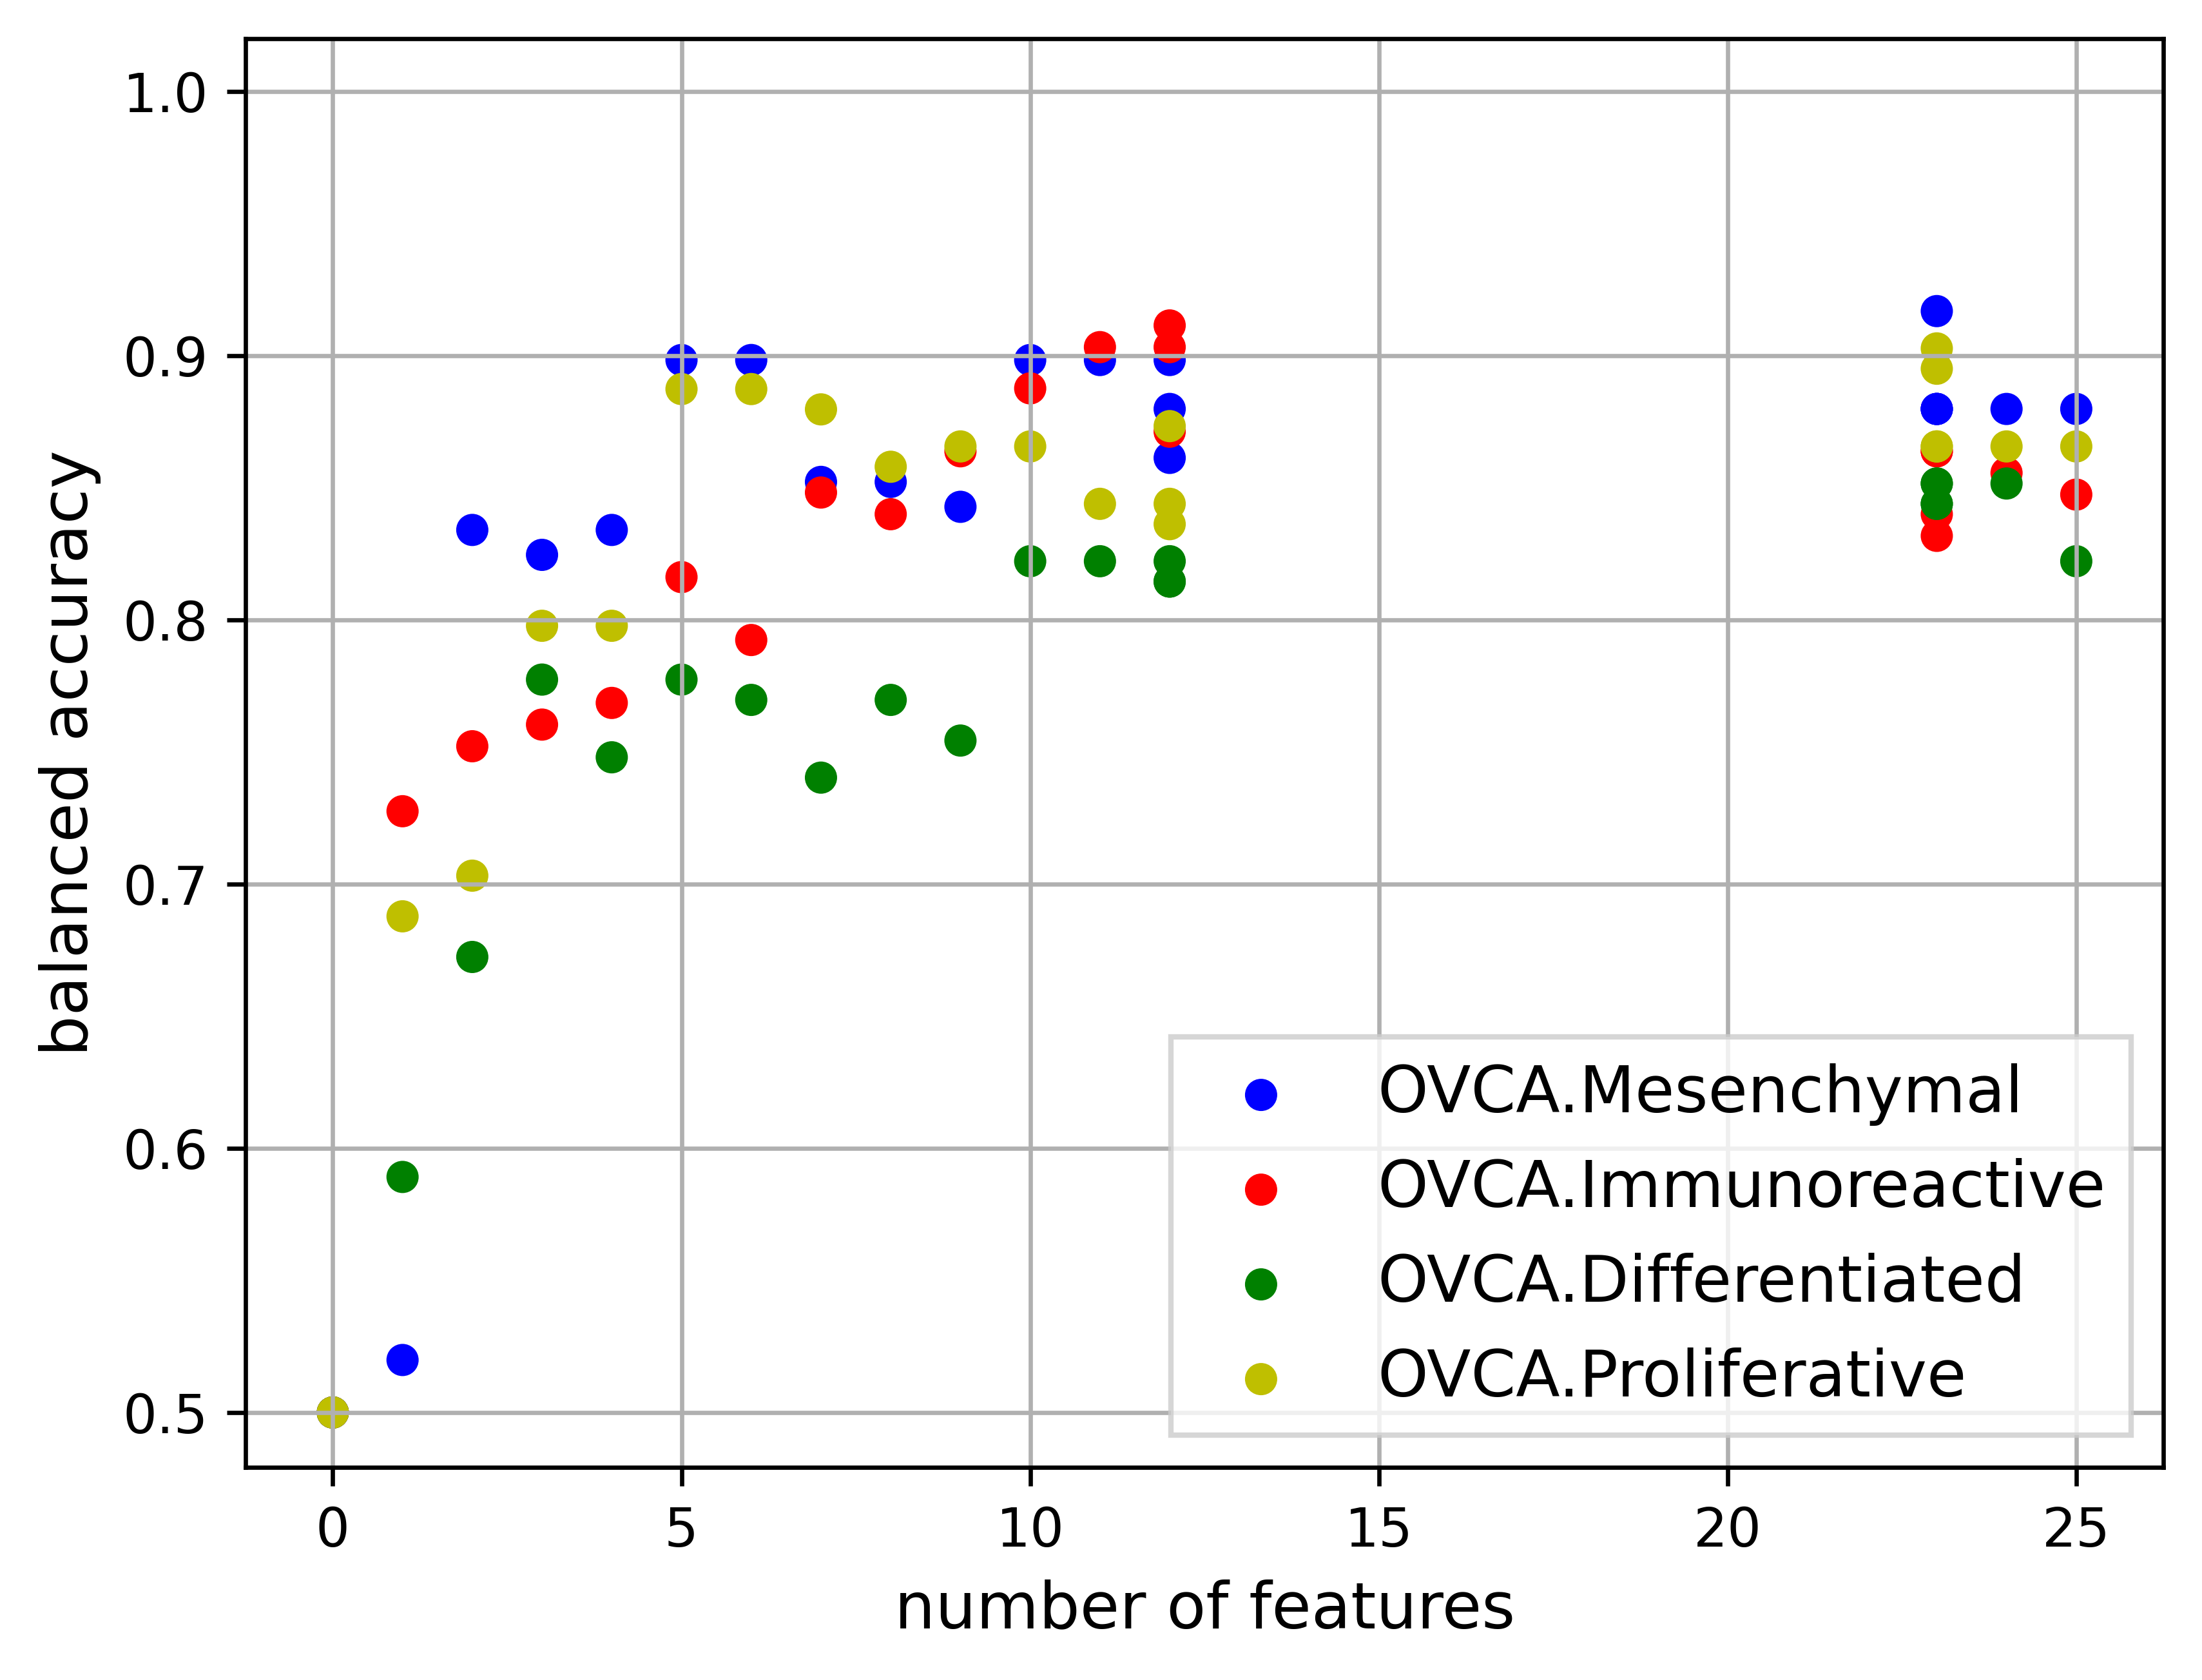 1.0
0.9
0.8
0.7
0.6
0.5
balanced accuracy
OVCA.Mesenchymal
OVCA.Immunoreactive
OVCA.Differentiated
OVCA.Proliferative
0 5 10 15 20 25
number of features